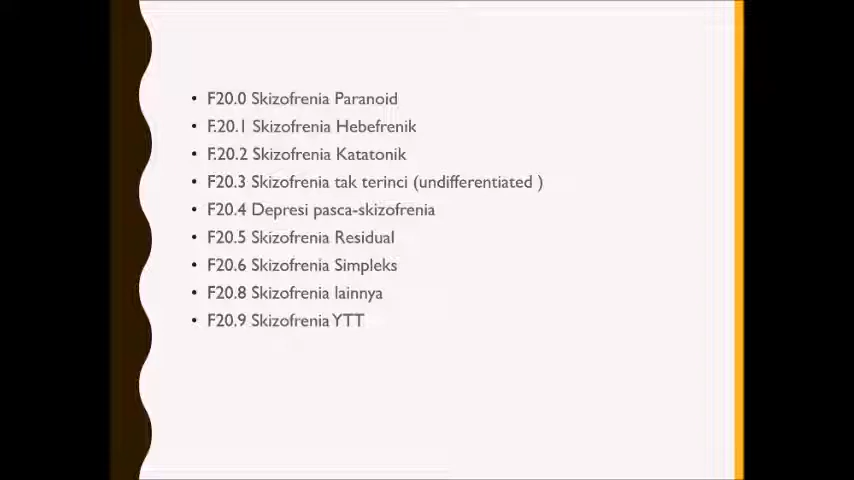 • F20.0 Skizofrenia Paranoid
• F.20.1 Skizofrenia Hebefrenik
• F.20.2 Skizofrenia Katatonik
• F20.3 Skizofrenia tak terinci (undifferentiated )
• F20.4 Depresi pasca-skizofrenia
• F20.5 Skizofrenia Residual
• F20.6 Skizofrenia Simpleks
• F20.8 Skizofrenia lainnya
• F20.9 Skizofrenia YTT